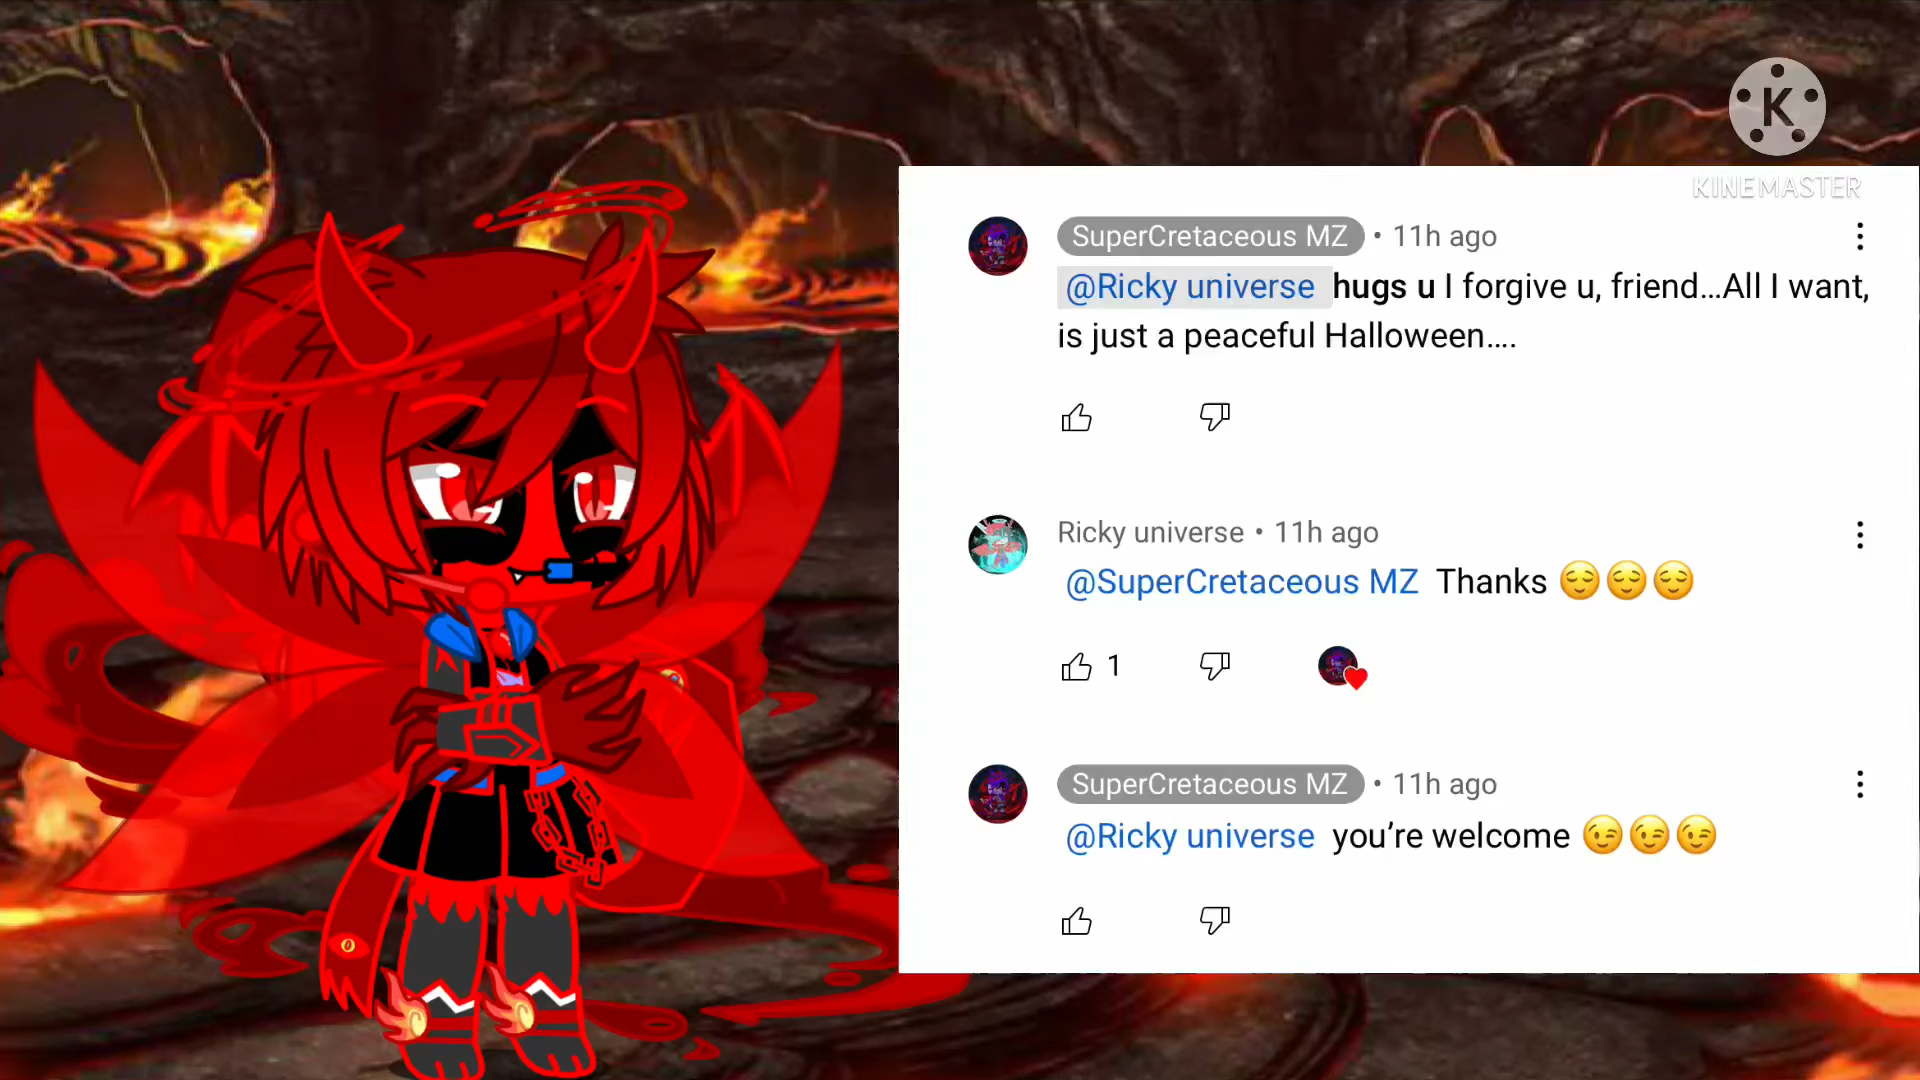 K
KINEMASTER
SuperCretaceous MZ • 11h ago
@Ricky universe hugs u I forgive u, friend...All I want,
is just a peaceful Halloween....
Ricky universe • 11h ago
@SuperCretaceous MZ Thanks 😌😌😌
1
SuperCretaceous MZ • 11h ago
@Ricky universe you’re welcome 😉😉😉